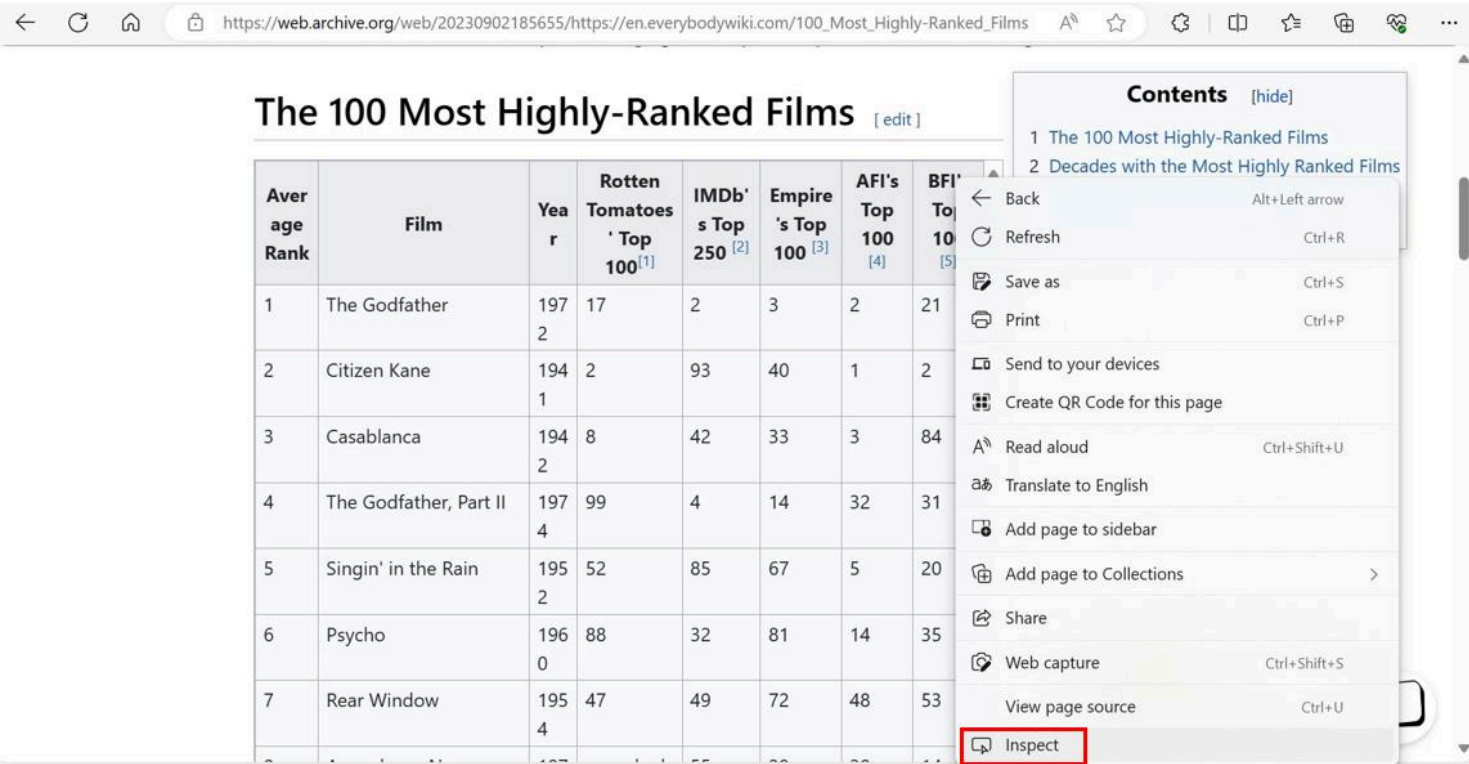 https://web.archive.org/web/20230902185655/https://en.everybodywiki.com/100_Most_Highly-Ranked_Films
The 100 Most Highly-Ranked Films [ edit ]
Contents [hide]
1 The 100 Most Highly-Ranked Films
2 Decades with the Most Highly Ranked Films
Aver
age
Rank
Film
Yea
r
Rotten
Tomatoes
' Top
100[1]
IMDb'
s Top
250 [2]
Empire
's Top
100 [3]
AFI's
Top
100
[4]
BFI'
To
10
[5]
1 The Godfather 197 17 2 3 2 21
2
2 Citizen Kane 194 2 93 40 1 2
1
3 Casablanca 194 8 42 33 3 84
2
4 The Godfather, Part II 197 99 4 14 32 31
4
5 Singin' in the Rain 195 52 85 67 5 20
2
6 Psycho 196 88 32 81 14 35
0
7 Rear Window 195 47 49 72 48 53
4
Back Alt+Left arrow
Refresh Ctrl+R
Save as Ctrl+S
Print Ctrl+P
Send to your devices
Create QR Code for this page
Read aloud Ctrl+Shift+U
Translate to English
Add page to sidebar
Add page to Collections
Share
Web capture Ctrl+Shift+S
View page source Ctrl+U
Inspect